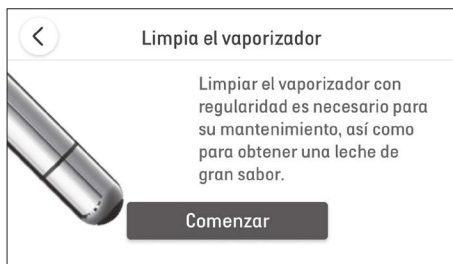 Limpia el vaporizador
Limpiar el vaporizador con
regularidad es necesario para
su mantenimiento, así como
para obtener una leche de
gran sabor.
Comenzar